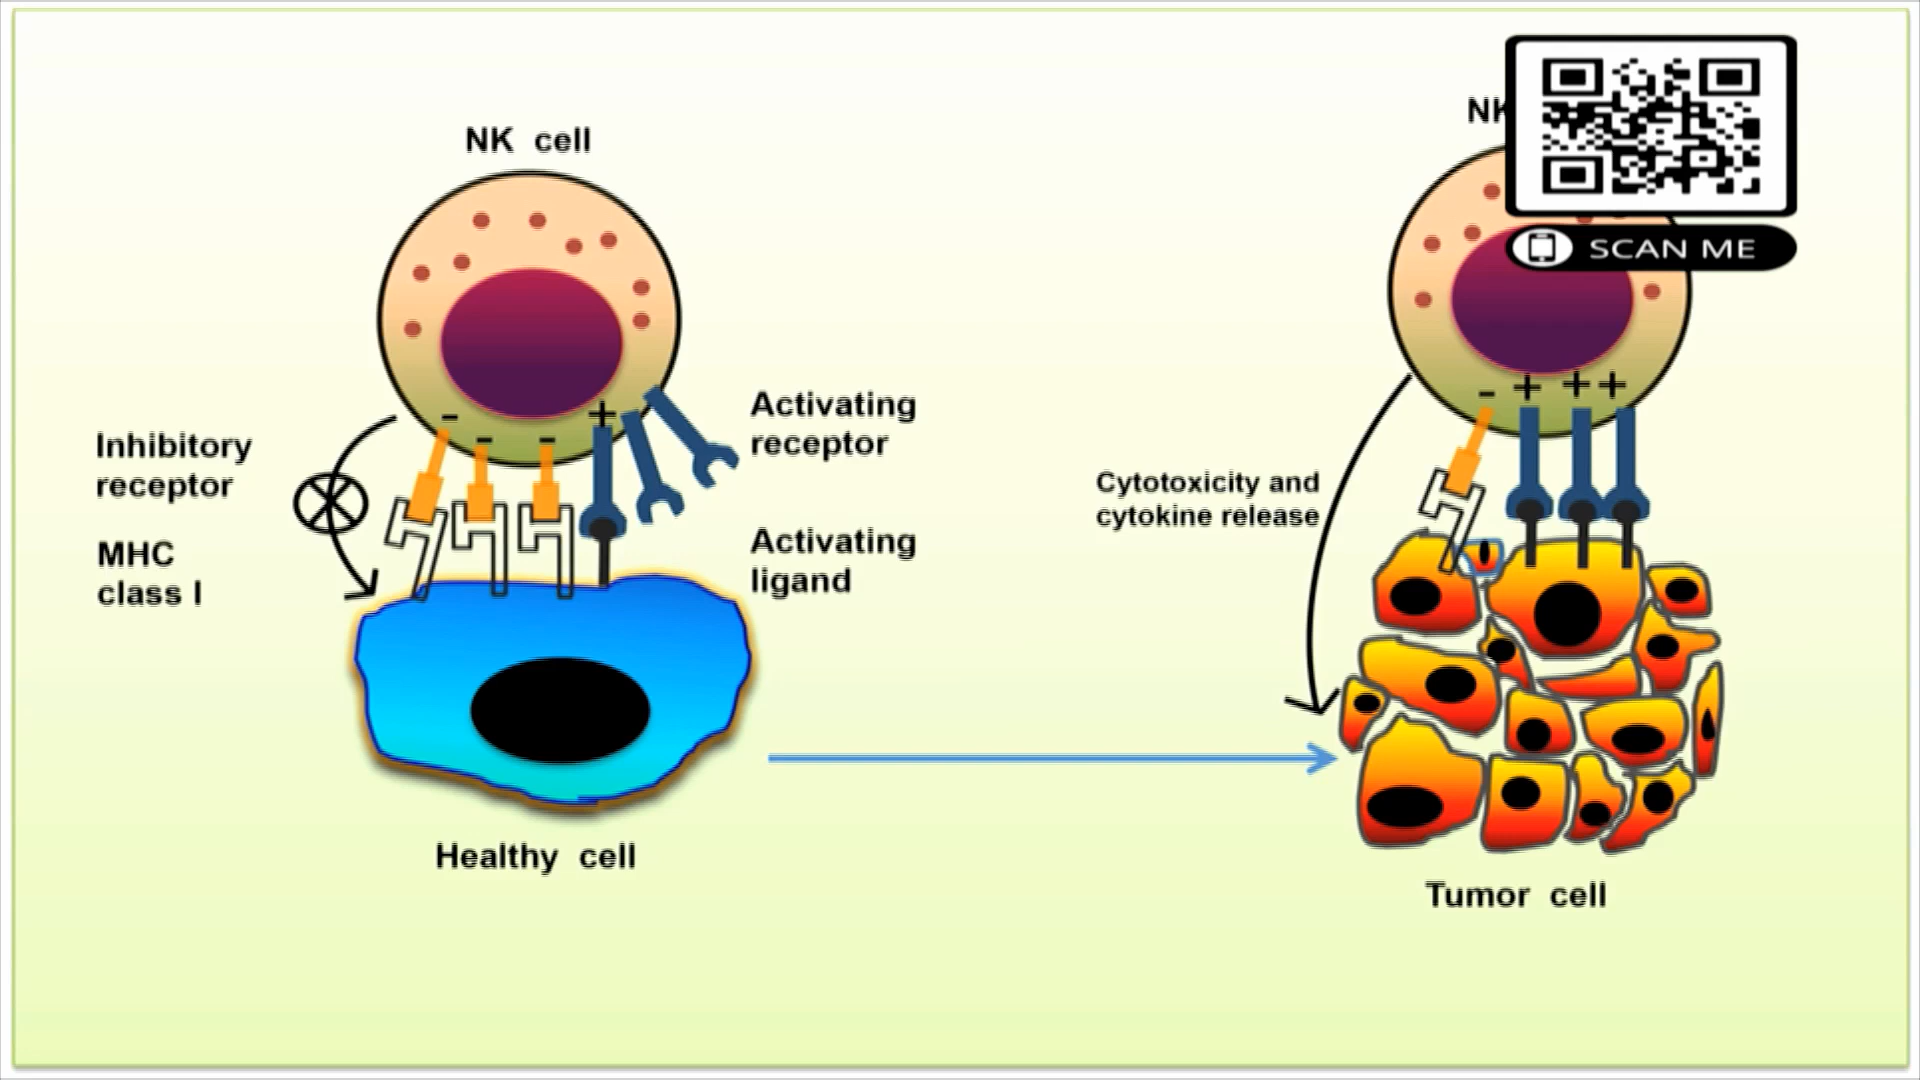 NK cell
NK
SCAN ME
- - - +
- + + +
Activating
receptor
Inhibitory
receptor
Cytotoxicity and
cytokine release
MHC
class I
Activating
ligand
Healthy cell
Tumor cell